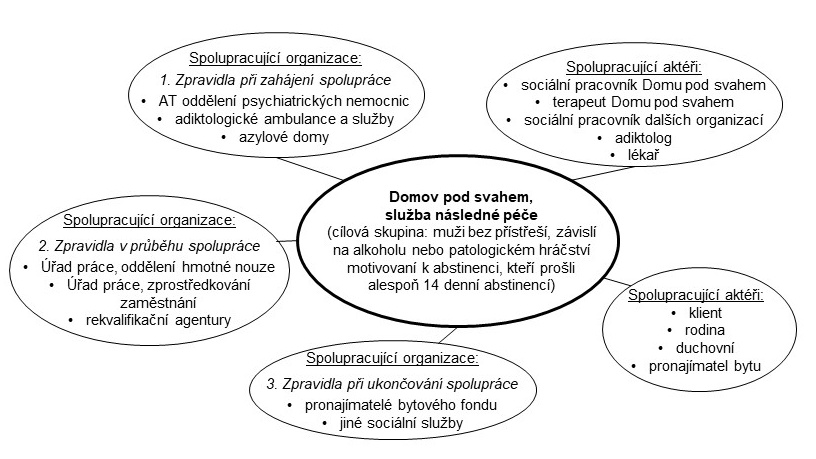 Spolupracující organizace:
1. Zpravidla při zahájení spolupráce
• AT oddělení psychiatrických nemocnic
• adiktologické ambulance a služby
• azylové domy
Spolupracující aktéři:
• sociální pracovník Domu pod svahem
• terapeut Domu pod svahem
• sociální pracovník dalších organizací
• adiktolog
• lékař
Domov pod svahem,
služba následné péče
(cílová skupina: muži bez přístřeší, závislí
na alkoholu nebo patologickém hráčství
motivovaní k abstinenci, kteří prošli
alespoň 14 denní abstinencí)
Spolupracující organizace:
2. Zpravidla v průběhu spolupráce
• Úřad práce, oddělení hmotné nouze
• Úřad práce, zprostředkování
zaměstnání
• rekvalifikační agentury
Spolupracující aktéři:
• klient
• rodina
• duchovní
• pronajímatel bytu
Spolupracující organizace:
3. Zpravidla při ukončování spolupráce
• pronajímatelé bytového fondu
• jiné sociální služby